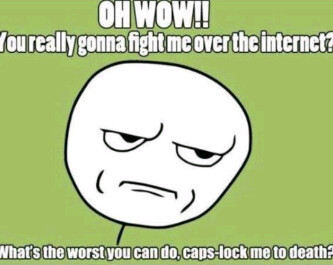 OH WOW!!
You really gonna fight me over the internet?
What's the worst you can do, caps-lock me to death?